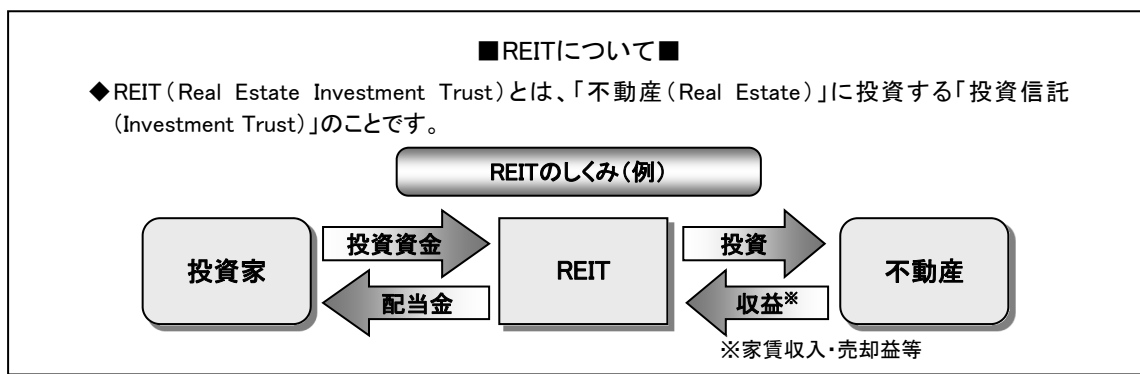 ■REITについて■
◆REIT(Real Estate Investment Trust)とは、「不動産(Real Estate)」に投資する「投資信託
(Investment Trust)」のことです。
REITのしくみ(例)
投資家
投資資金
配当金
REIT
投資
収益※
不動産
※家賃収入・売却益等